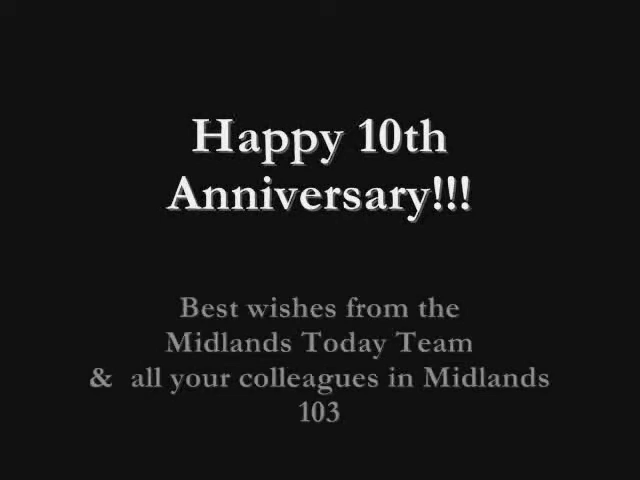 Happy 10th
Anniversary!!!
Best wishes from the
Midlands Today Team
& all your colleagues in Midlands
103